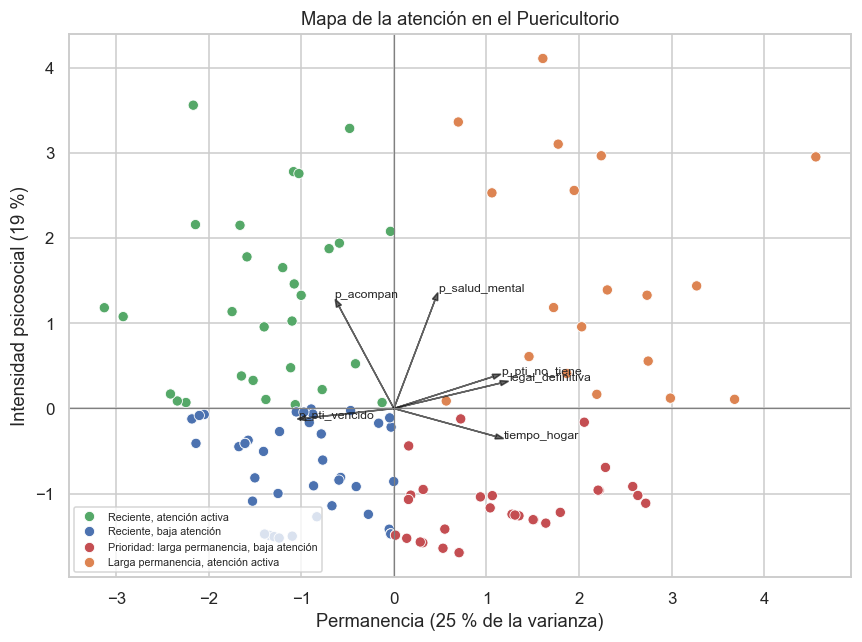 Mapa de la atención en el Puericultorio
Intensidad psicosocial (19 %)
4
3
2
1
0
−1
p_acompan
p_salud_mental
p_pti_no_tiene
legal_definitiva
p_pti_vencido
tiempo_hogar
Reciente, atención activa
Reciente, baja atención
Prioridad: larga permanencia, baja atención
Larga permanencia, atención activa
−3 −2 −1 0 1 2 3 4
Permanencia (25 % de la varianza)